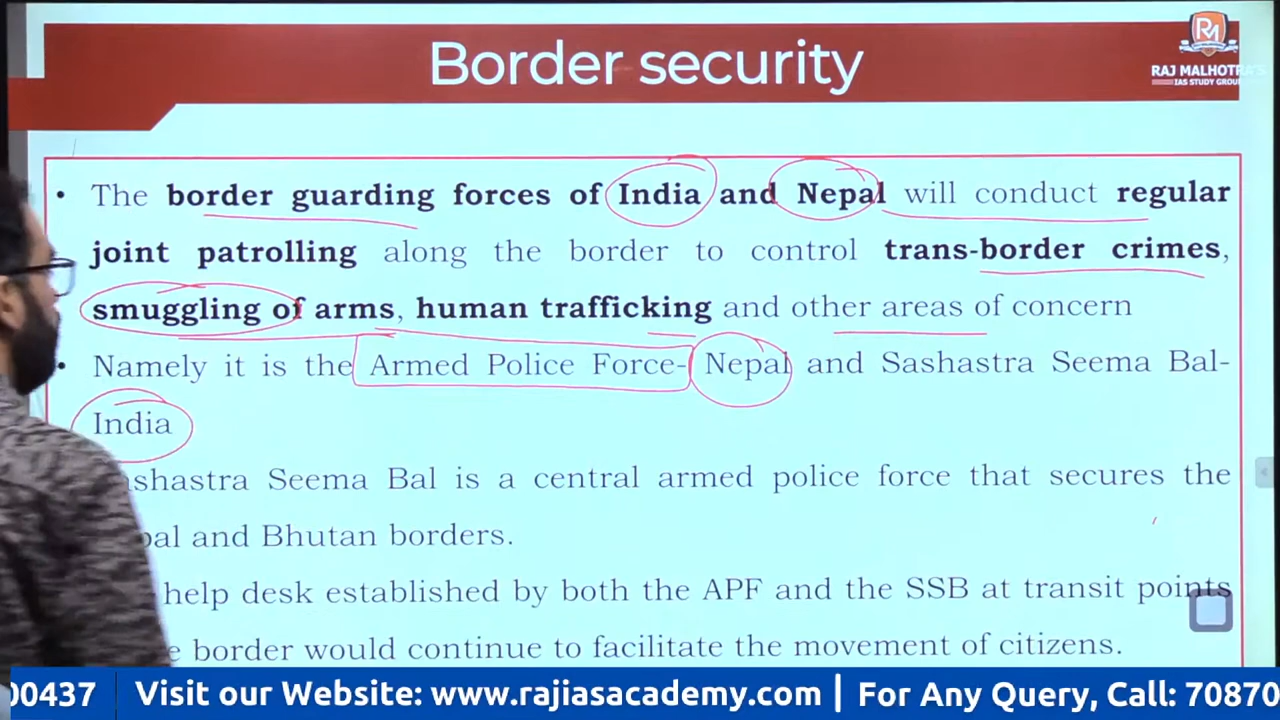 Border security
RAJ MALHOTRA'S
IAS STUDY GROUP
• The border guarding forces of India and Nepal will conduct regular
joint patrolling along the border to control trans-border crimes,
smuggling of arms, human trafficking and other areas of concern
• Namely it is the Armed Police Force- Nepal and Sashastra Seema Bal-
India
ashastra Seema Bal is a central armed police force that secures the
pal and Bhutan borders.
help desk established by both the APF and the SSB at transit points
e border would continue to facilitate the movement of citizens.
00437 Visit our Website: www.rajiasacademy.com | For Any Query, Call: 70870